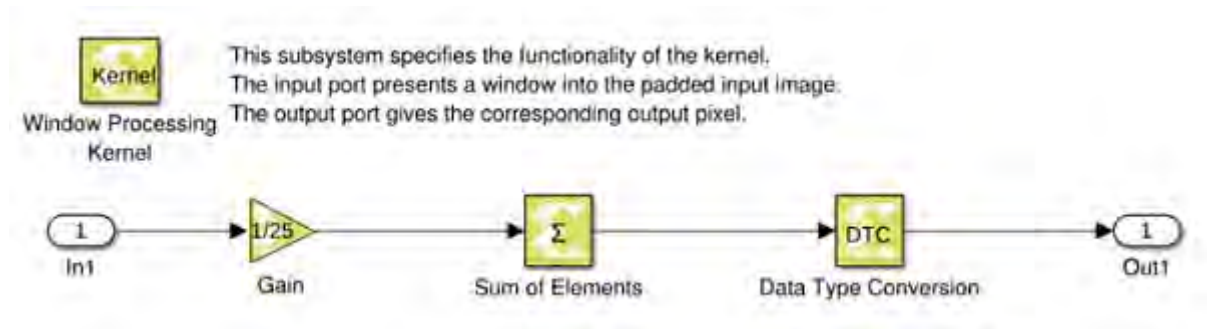 Kernel
This subsystem specifies the functionality of the kernel.
The input port presents a window into the padded input image.
The output port gives the corresponding output pixel.
Window Processing
Kernel
1
1/25
Σ
DTC
1
In1
Gain
Sum of Elements
Data Type Conversion
Out1